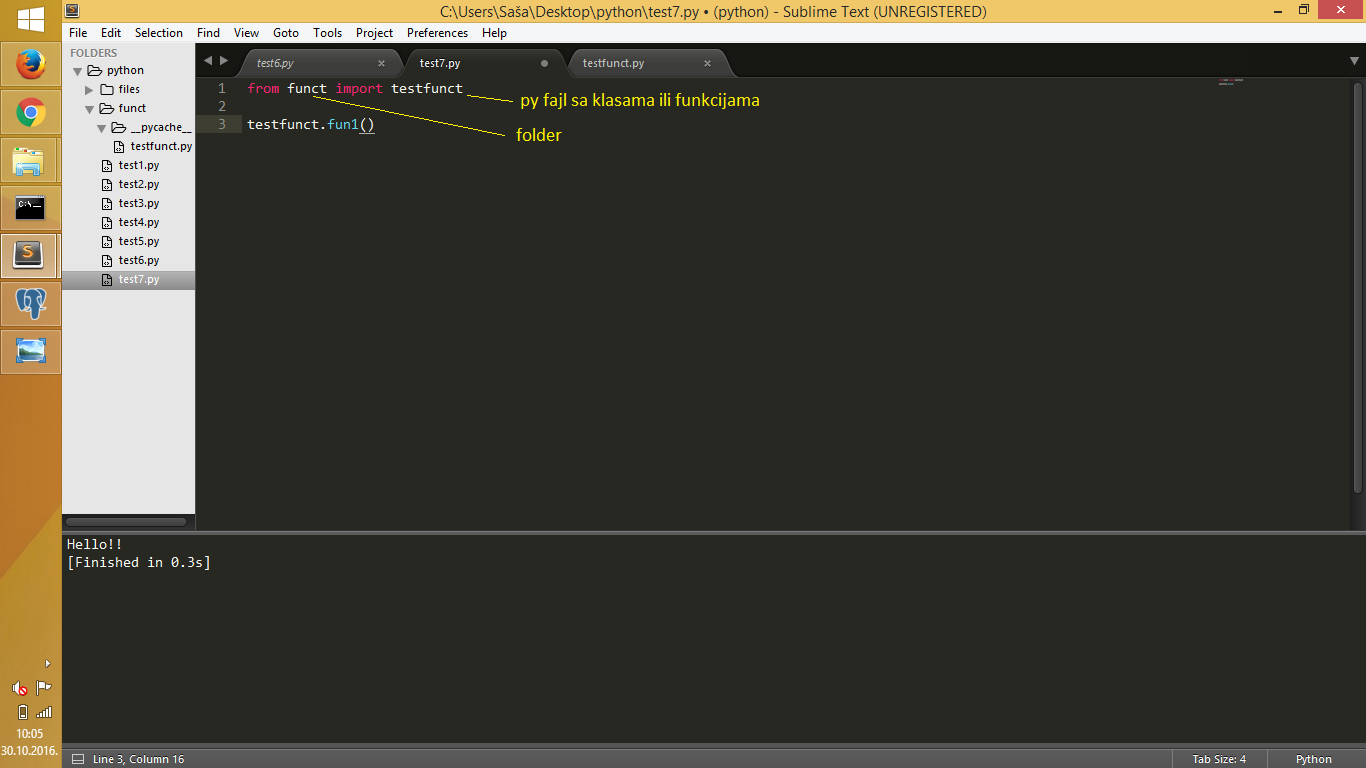 C:\Users\Saša\Desktop\python\test7.py • (python) - Sublime Text (UNREGISTERED)
File Edit Selection Find View Goto Tools Project Preferences Help
FOLDERS
python
files
funct
__pycache__
testfunct.py
test1.py
test2.py
test3.py
test4.py
test5.py
test6.py
test7.py
test6.py × test7.py testfunct.py ×
1 from funct import testfunct
2
3 testfunct.fun1()
py fajl sa klasama ili funkcijama
folder
Hello!!
[Finished in 0.3s]
C:\_
10:05
30.10.2016.
Line 3, Column 16 Tab Size: 4 Python